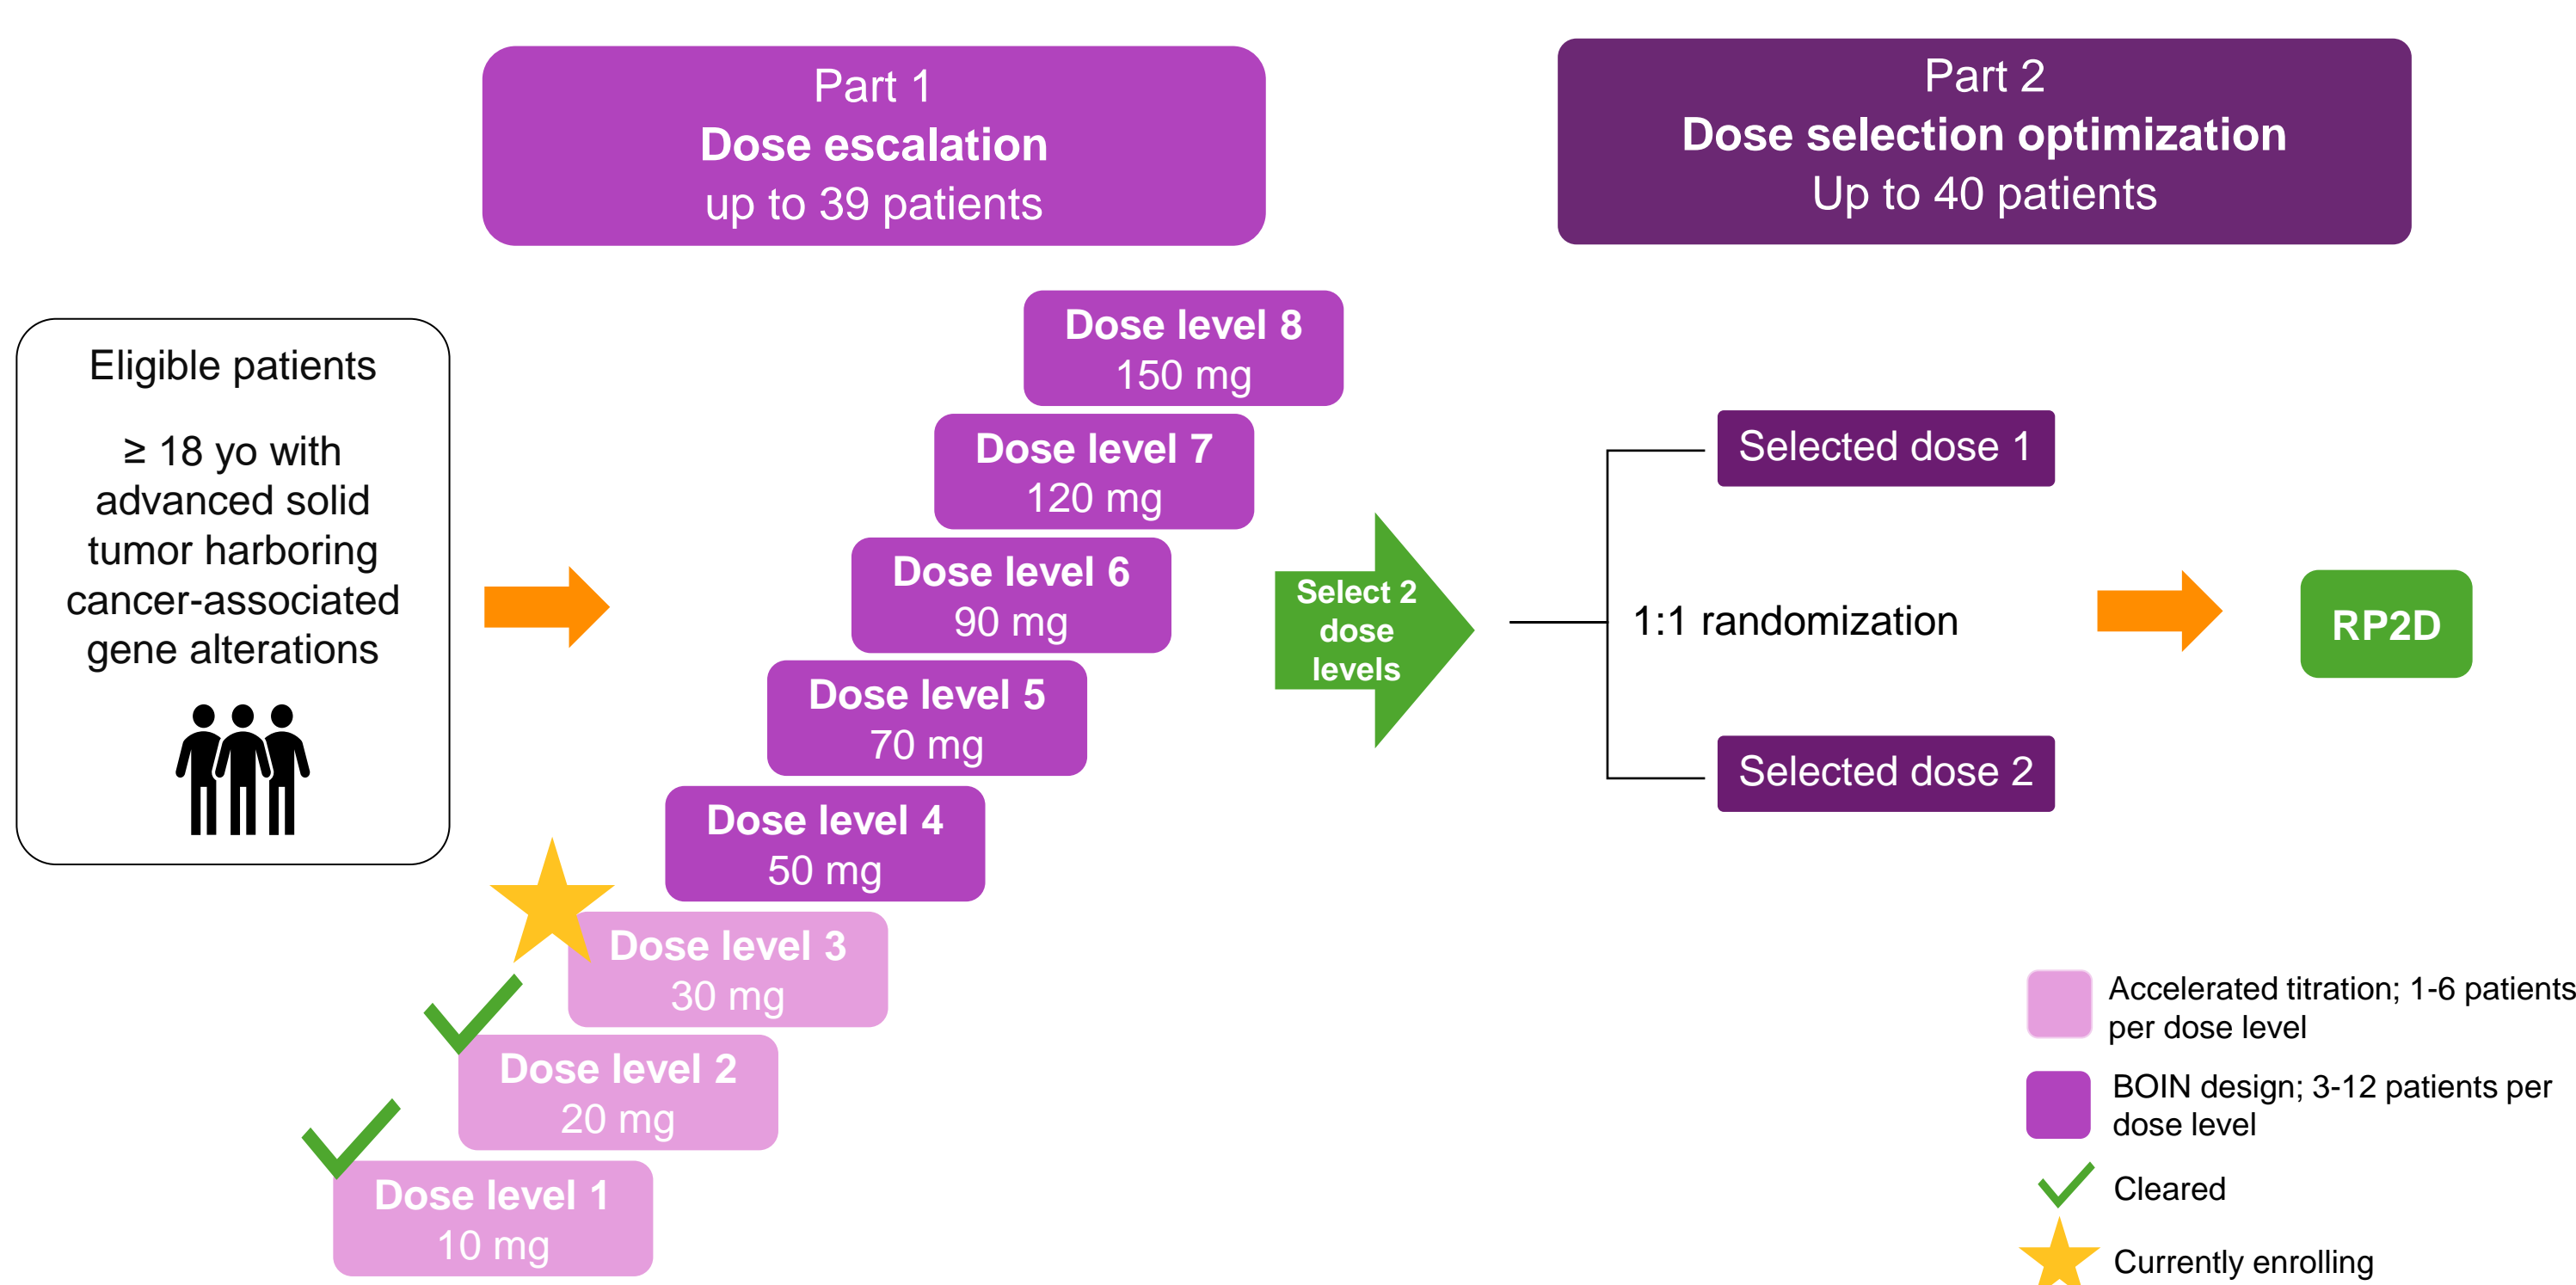 Part 1
Dose escalation
up to 39 patients
Part 2
Dose selection optimization
Up to 40 patients
Eligible patients
≥ 18 yo with
advanced solid
tumor harboring
cancer-associated
gene alterations
Dose level 8
150 mg
Dose level 7
120 mg
Dose level 6
90 mg
Dose level 5
70 mg
Dose level 4
50 mg
Dose level 3
30 mg
Dose level 2
20 mg
Dose level 1
10 mg
Select 2
dose
levels
Selected dose 1
1:1 randomization
Selected dose 2
RP2D
Accelerated titration; 1-6 patients
per dose level
BOIN design; 3-12 patients per
dose level
Cleared
Currently enrolling